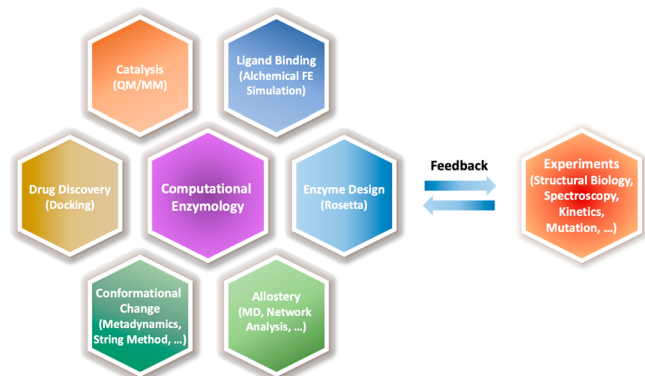 Catalysis
(QM/MM)
Ligand Binding
(Alchemical FE
Simulation)
Drug Discovery
(Docking)
Computational
Enzymology
Enzyme Design
(Rosetta)
Feedback
Experiments
(Structural Biology,
Spectroscopy,
Kinetics,
Mutation, ...)
Conformational
Change
(Metadynamics,
String Method, ...)
Allostery
(MD, Network
Analysis, ...)